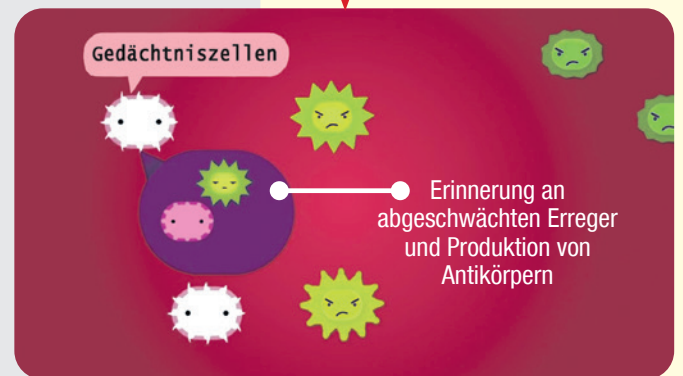 Gedächtniszellen
Erinnerung an
abgeschwächten Erreger
und Produktion von
Antikörpern